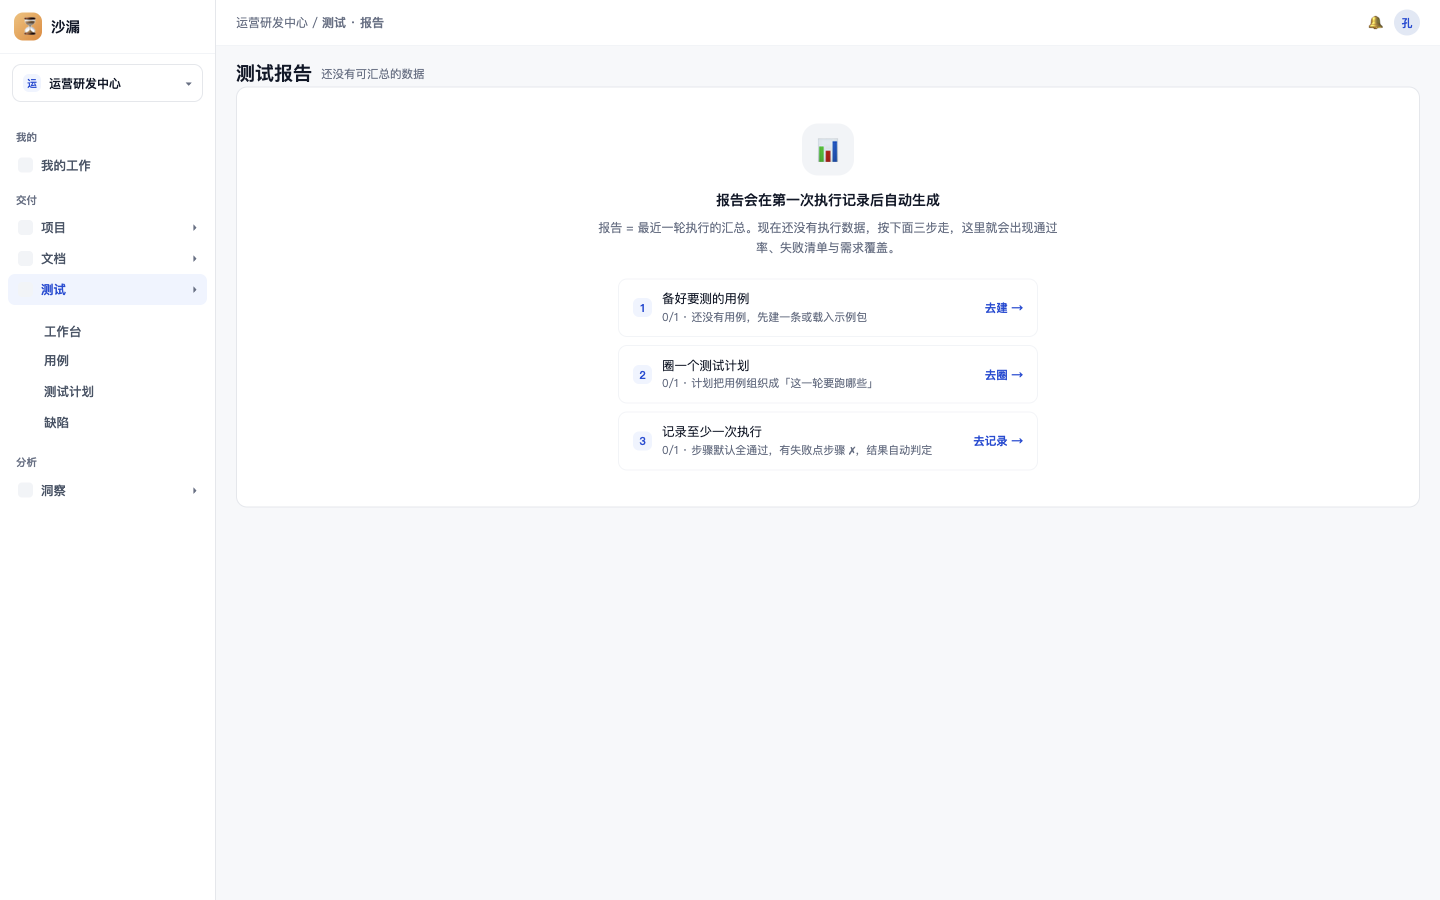 沙漏
运 运营研发中心
我的
我的工作
交付
项目
文档
测试
工作台
用例
测试计划
缺陷
分析
洞察
运营研发中心 / 测试 · 报告
孔
测试报告 还没有可汇总的数据
报告会在第一次执行记录后自动生成
报告 = 最近一轮执行的汇总。现在还没有执行数据，按下面三步走，这里就会出现通过
率、失败清单与需求覆盖。
1 备好要测的用例
0/1 · 还没有用例，先建一条或载入示例包
去建 →
2 圈一个测试计划
0/1 · 计划把用例组织成「这一轮要跑哪些」
去圈 →
3 记录至少一次执行
0/1 · 步骤默认全通过，有失败点步骤 ✗，结果自动判定
去记录 →